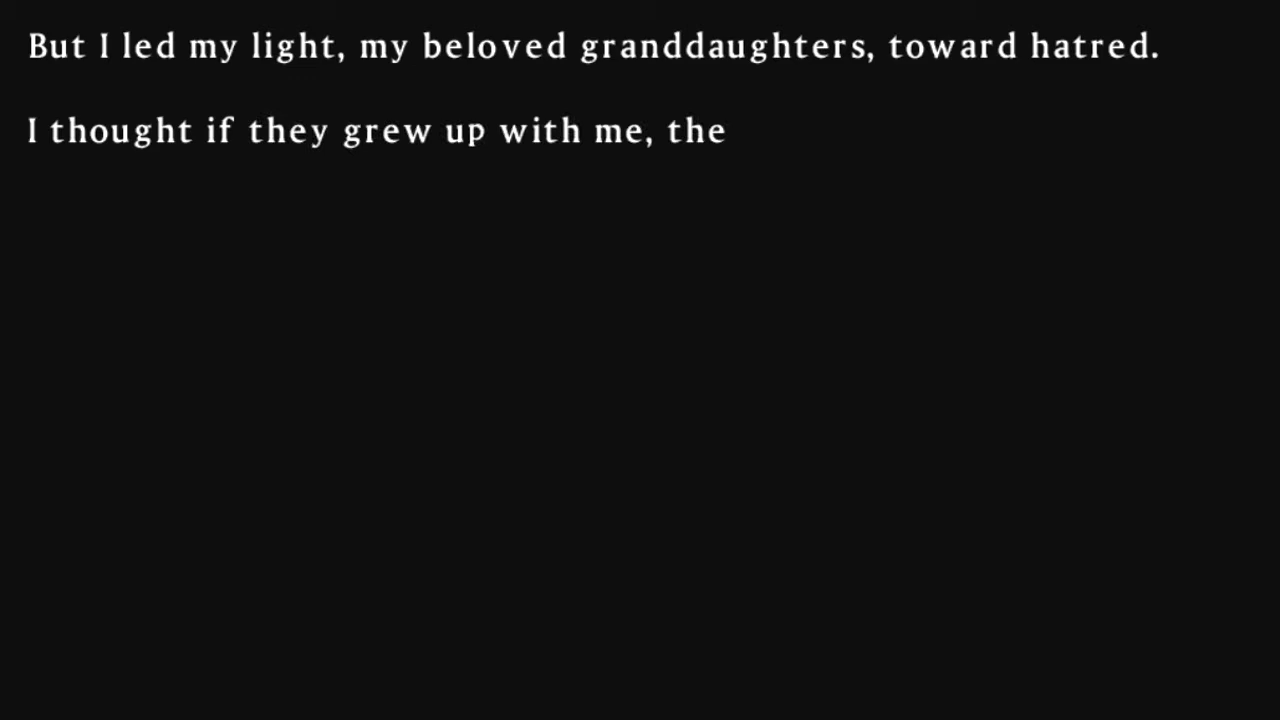 But I led my light, my beloved granddaughters, toward hatred.
I thought if they grew up with me, the